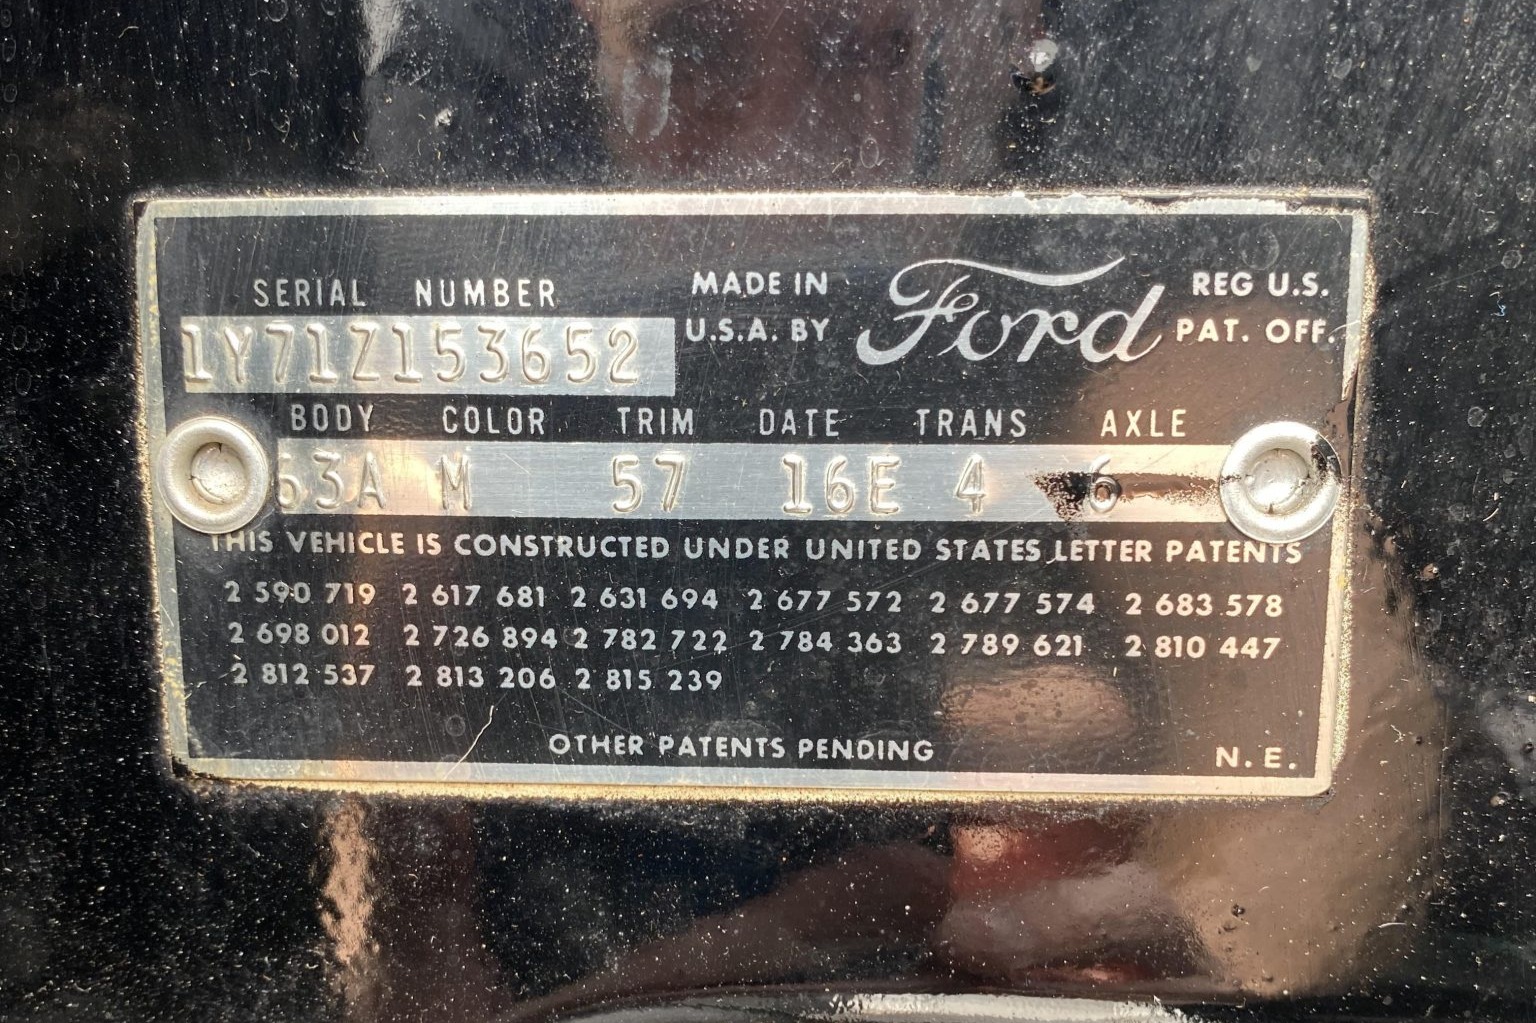 SERIAL NUMBER
1Y71Z153652
MADE IN
U.S.A. BY
Ford
REG U.S.
PAT. OFF.
BODY COLOR TRIM DATE TRANS AXLE
63A M 57 16E 4 6
THIS VEHICLE IS CONSTRUCTED UNDER UNITED STATES LETTER PATENTS
2 590 719 2 617 681 2 631 694 2 677 572 2 677 574 2 683 578
2 698 012 2 726 894 2 782 722 2 784 363 2 789 621 2 810 447
2 812 537 2 813 206 2 815 239
OTHER PATENTS PENDING
N. E.